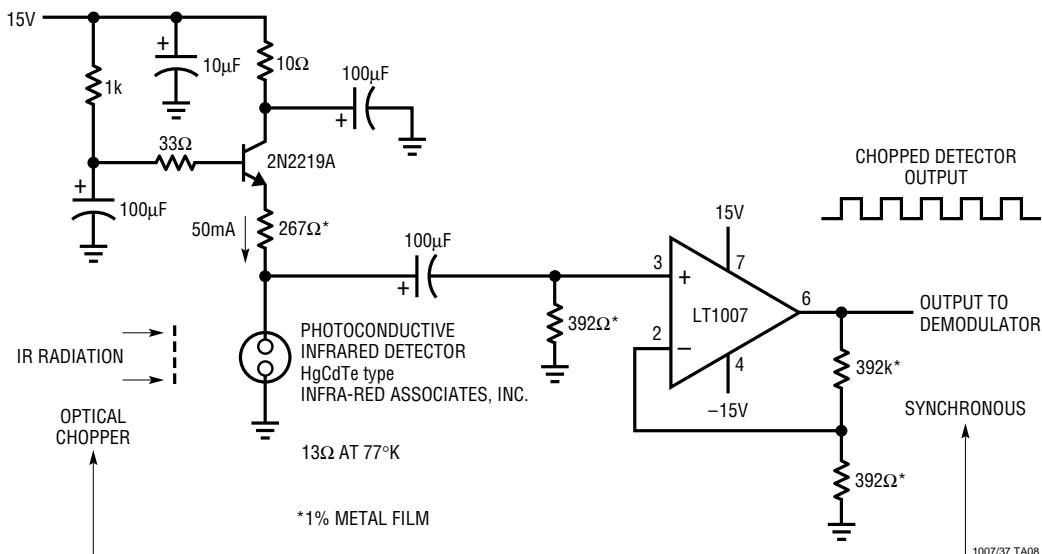 15V
1k
+
10µF
10Ω
100µF
+
33Ω
2N2219A
+
100µF
50mA
267Ω*
100µF
+
CHOPPED DETECTOR
OUTPUT
15V
3
+
7
392Ω*
LT1007
6
2
−
4
−15V
OUTPUT TO
DEMODULATOR
392k*
IR RADIATION
PHOTOCONDUCTIVE
INFRARED DETECTOR
HgCdTe type
INFRA-RED ASSOCIATES, INC.
OPTICAL
CHOPPER
13Ω AT 77°K
SYNCHRONOUS
392Ω*
*1% METAL FILM
1007/37 TA08